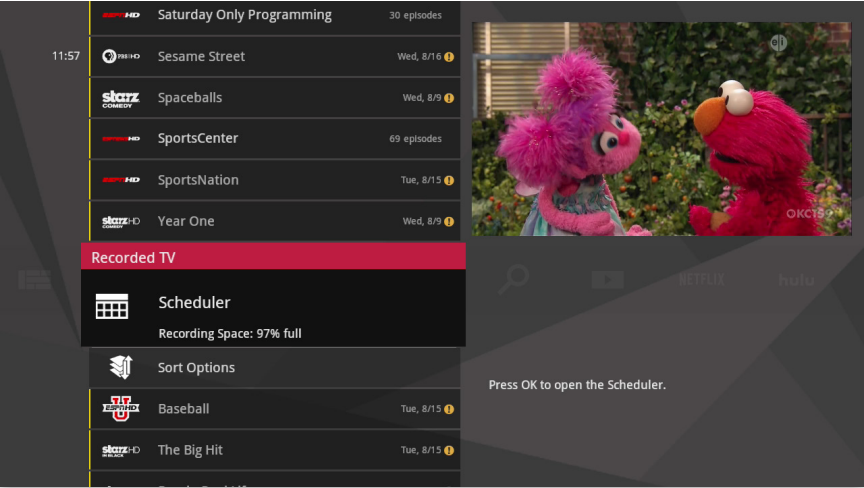 ESPN HD
Saturday Only Programming
30 episodes
11:57
PBS HD
Sesame Street
Wed, 8/16
starz
COMEDY
Spaceballs
Wed, 8/9
ESPN HD
SportsCenter
69 episodes
ESPN HD
SportsNation
Tue, 8/15
starz HD
COMEDY
Year One
Wed, 8/9
Recorded TV
Scheduler
Recording Space: 97% full
Sort Options
ESPN HD
U
Baseball
Tue, 8/15
starz HD
IN BLACK
The Big Hit
Tue, 8/15
e/i
OKC
NETFLIX
hulu
Press OK to open the Scheduler.